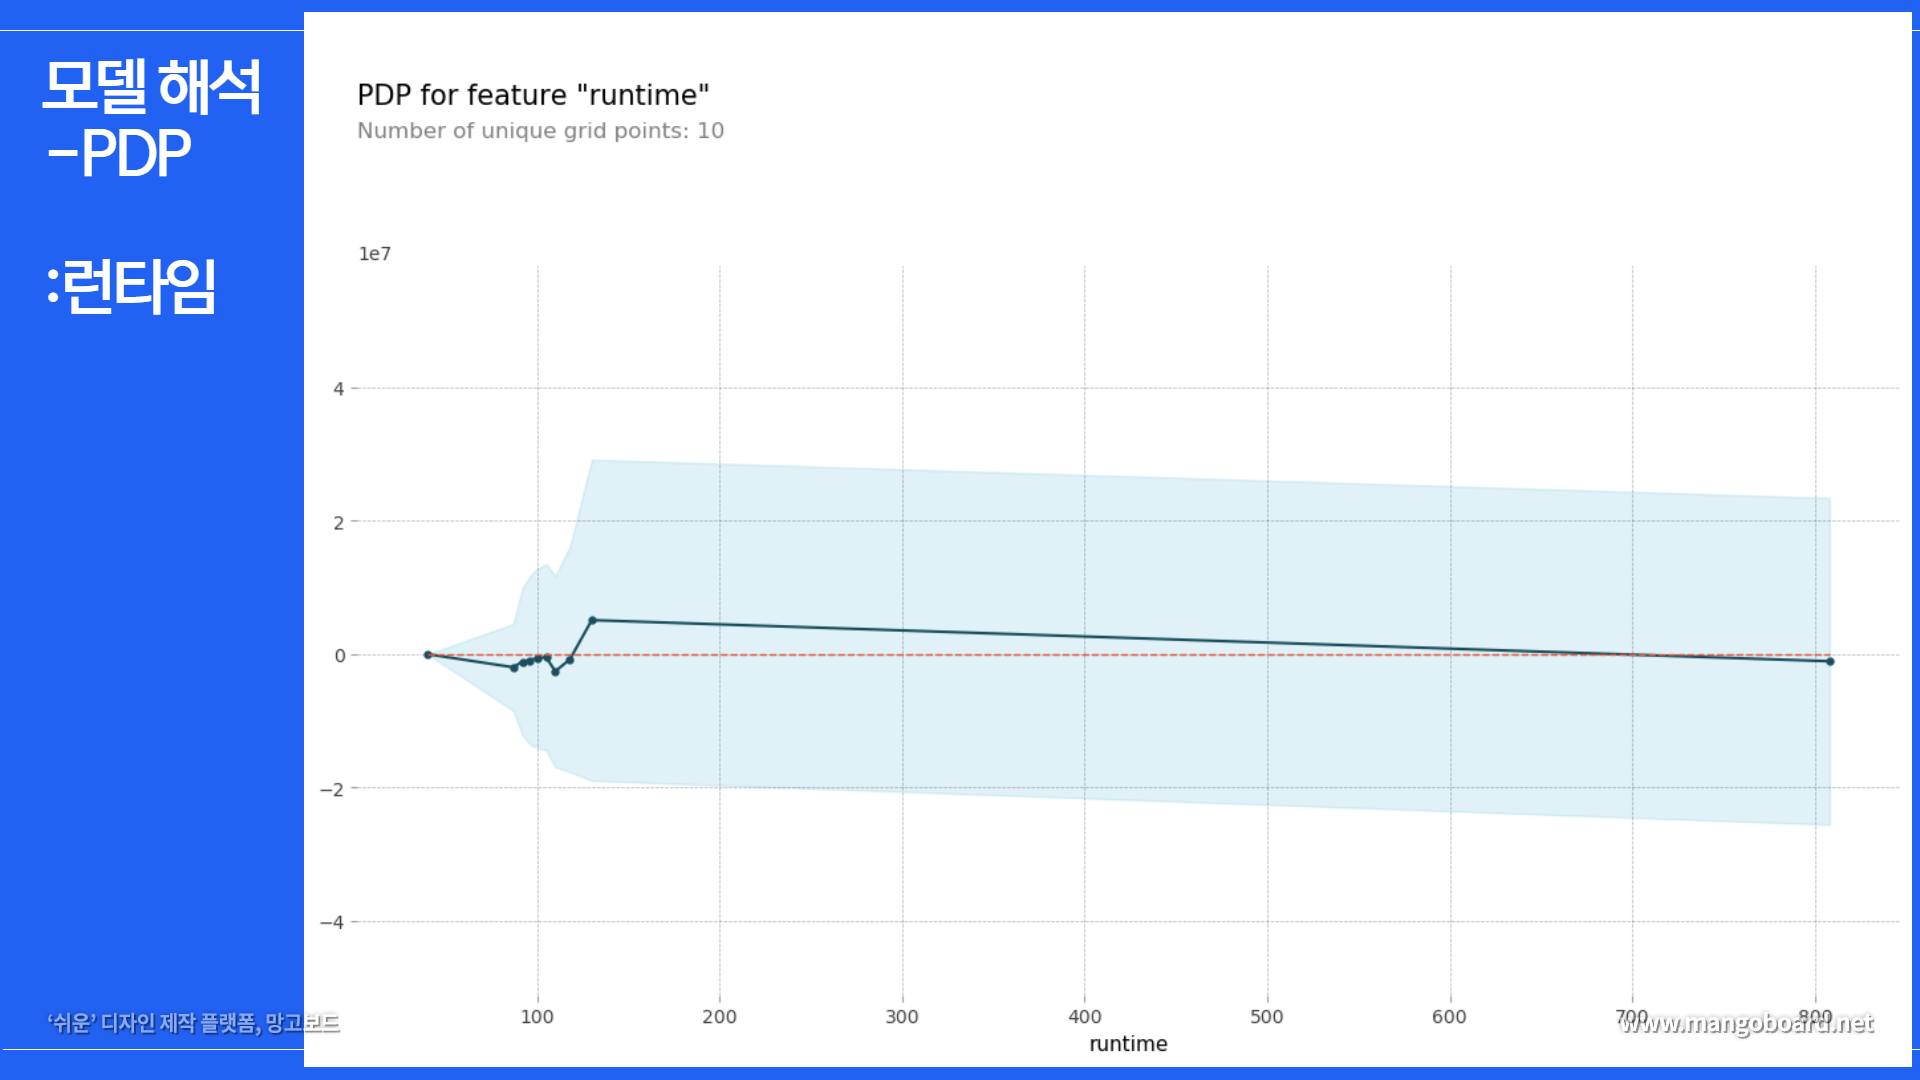 모델 해석
-PDP
:런타임
PDP for feature "runtime"
Number of unique grid points: 10
1e7
4
2
0
−2
−4
100 200 300 400 500 600 700 800
runtime
‘쉬운’ 디자인 제작 플랫폼, 망고보드
www.mangoboard.net